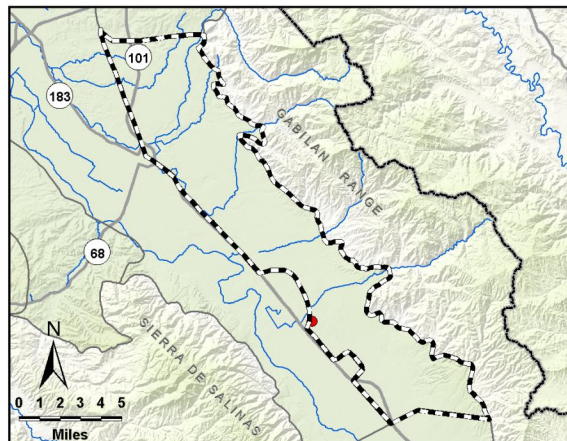 101
183
GABILAN RANGE
68
SIERRA DE SALINAS
N
0 1 2 3 4 5
Miles